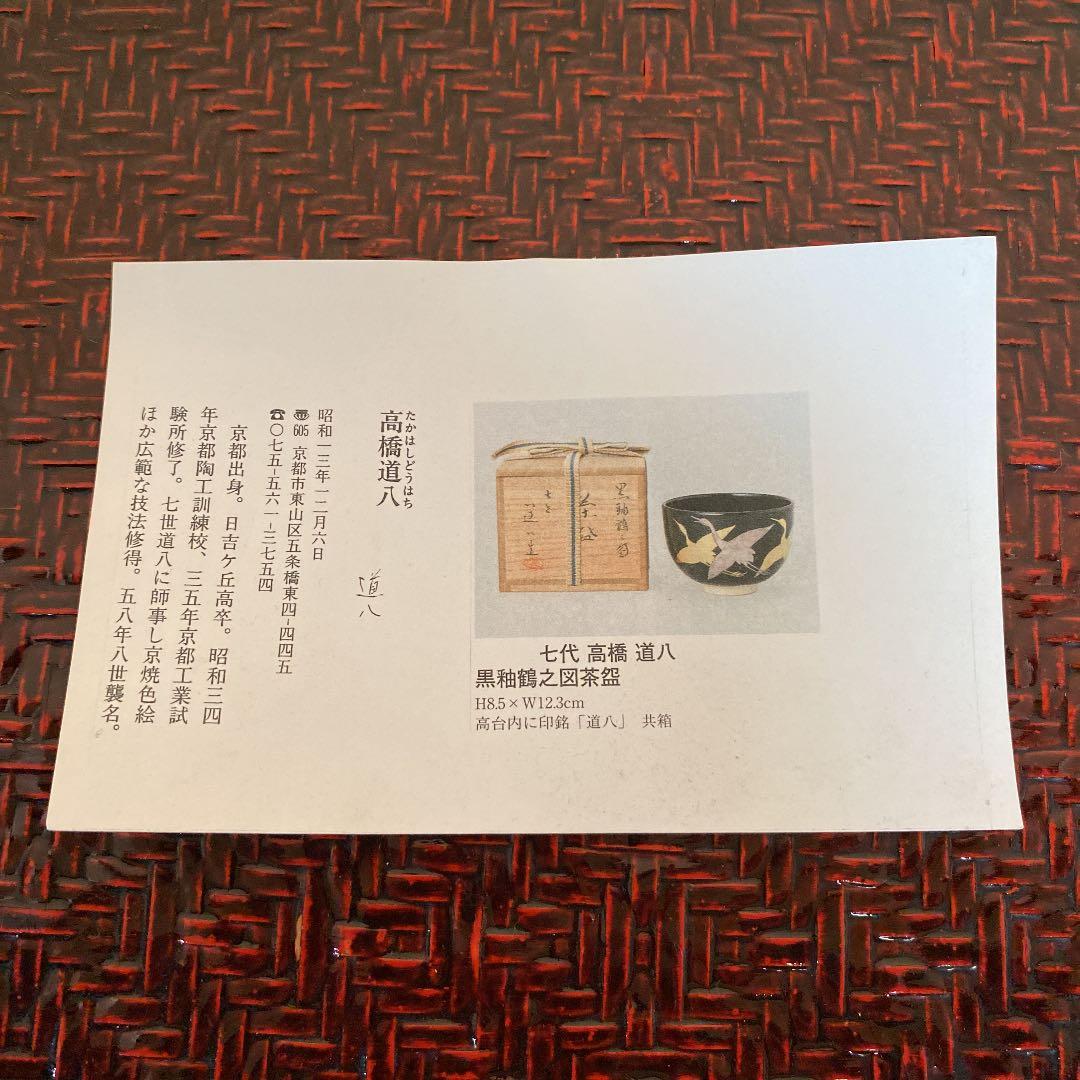 高橋道八
たかはしどうはち
道八
昭和一三年一二月六日
〠605 京都市東山区五条橋東四-四四五
☎〇七五-五六一-三七五四
京都出身。日吉ケ丘高卒。昭和三四
年京都陶工訓練校、三五年京都工業試
験所修了。七世道八に師事し京焼色絵
ほか広範な技法修得。五八年八世襲名。
黒釉鶴之図
茶盌
七代 高橋 道八
黒釉鶴之図茶盌
H8.5×W12.3cm
高台内に印銘「道八」 共箱